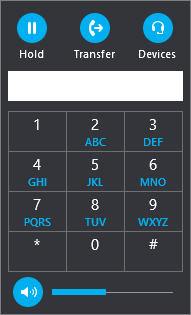 Hold Transfer Devices
1 2 3
ABC DEF
4 5 6
GHI JKL MNO
7 8 9
PQRS TUV WXYZ
* 0 #